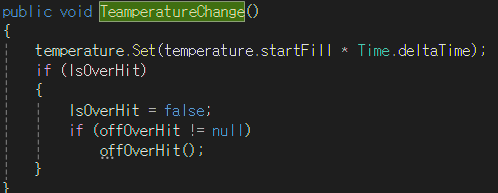 public void TeamperatureChange()
{
temperature.Set(temperature.startFill * Time.deltaTime);
if (IsOverHit)
{
IsOverHit = false;
if (offOverHit != null)
offOverHit();
}
}